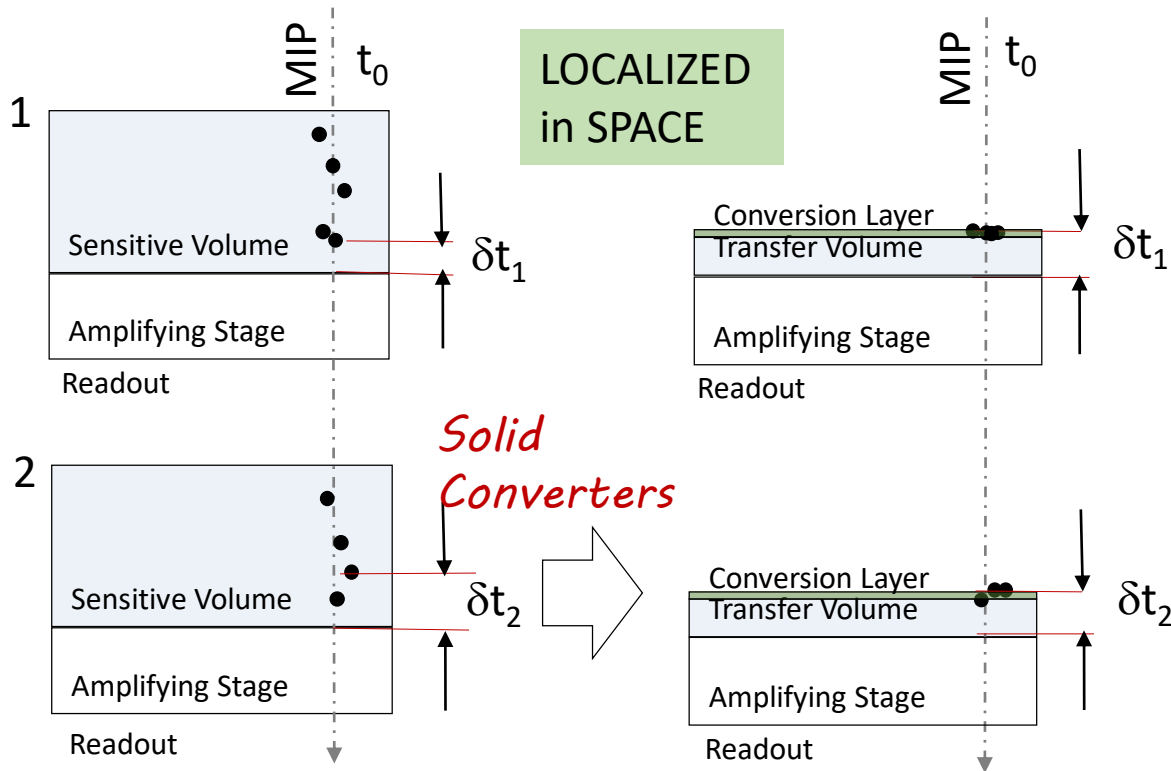 MIP
t0
LOCALIZED
in SPACE
1
Sensitive Volume
δt1
Amplifying Stage
Readout
MIP
t0
Conversion Layer
Transfer Volume
δt1
Amplifying Stage
Readout
Solid
Converters
2
Sensitive Volume
δt2
Amplifying Stage
Readout
Conversion Layer
Transfer Volume
δt2
Amplifying Stage
Readout